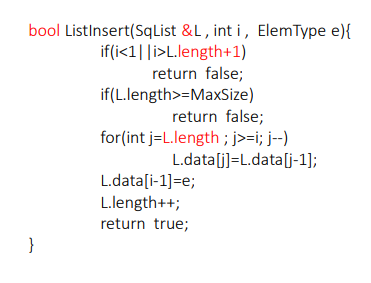 bool ListInsert(SqList &L , int i ,  ElemType e){
if(i<1||i>L.length+1)
return  false;
if(L.length>=MaxSize)
return  false;
for(int j=L.length ; j>=i; j--)
L.data[j]=L.data[j-1];
L.data[i-1]=e;
L.length++;
return  true;
}